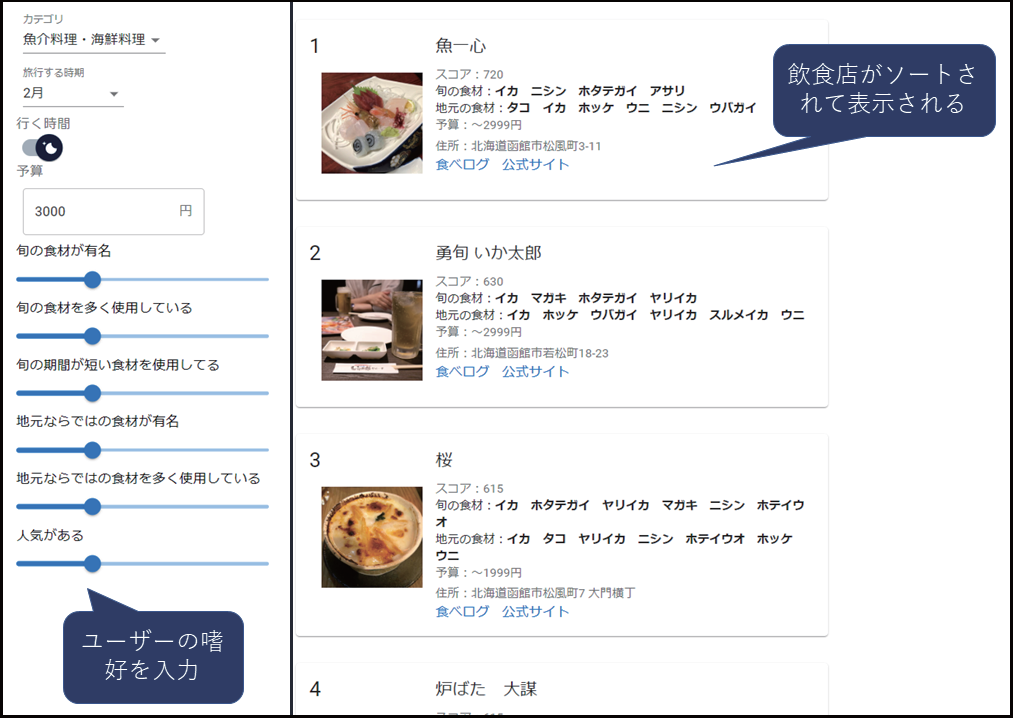 カテゴリ
魚介料理・海鮮料理
旅行する時期
2月
行く時間
予算
3000 円
旬の食材が有名
旬の食材を多く使用している
旬の期間が短い食材を使用してる
地元ならではの食材が有名
地元ならではの食材を多く使用している
人気がある
ユーザーの嗜
好を入力
1 魚一心
スコア：720
旬の食材：イカ　ニシン　ホタテガイ　アサリ
地元の食材：タコ　イカ　ホッケ　ウニ　ニシン　ウバガイ
予算：～2999円
住所：北海道函館市松風町3-11
食べログ　公式サイト
飲食店がソートさ
れて表示される
2 勇旬 いか太郎
スコア：630
旬の食材：イカ　マガキ　ホタテガイ　ヤリイカ
地元の食材：イカ　ホッケ　ウバガイ　ヤリイカ　スルメイカ　ウニ
予算：～2999円
住所：北海道函館市若松町18-23
食べログ　公式サイト
3 桜
スコア：615
旬の食材：イカ　ホタテガイ　ヤリイカ　マガキ　ニシン　ホテイウ
オ
地元の食材：イカ　タコ　ヤリイカ　ニシン　ホテイウオ　ホッケ
ウニ
予算：～1999円
住所：北海道函館市松風町7 大門横丁
食べログ　公式サイト
4 炉ばた　大謀